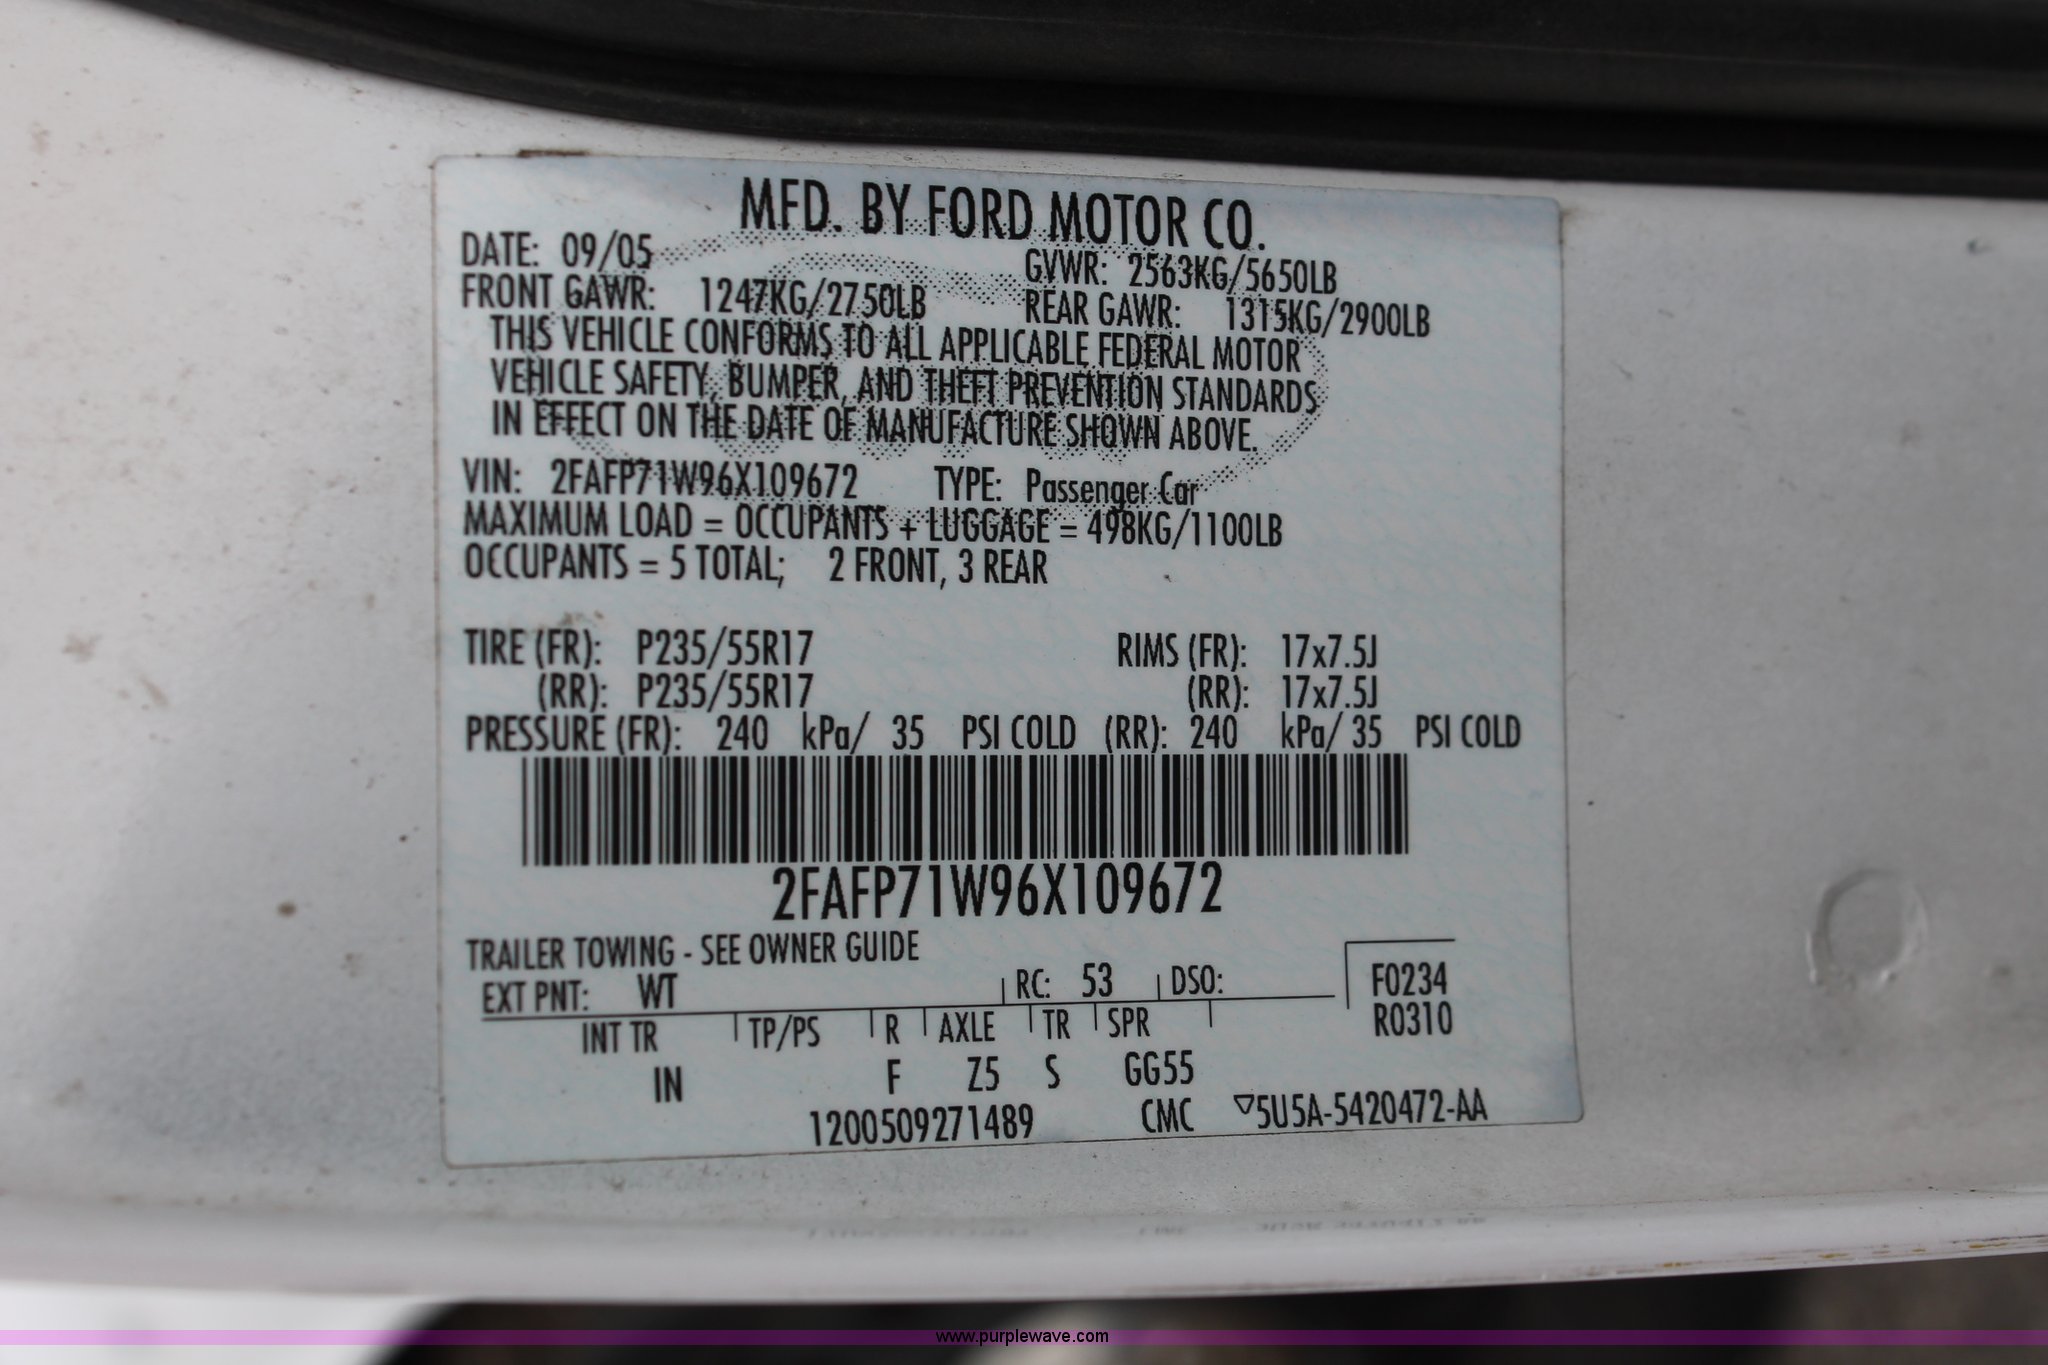 MFD. BY FORD MOTOR CO.
DATE: 09/05 GVWR: 2563KG/5650LB
FRONT GAWR: 1247KG/2750LB REAR GAWR: 1315KG/2900LB
THIS VEHICLE CONFORMS TO ALL APPLICABLE FEDERAL MOTOR
VEHICLE SAFETY, BUMPER, AND THEFT PREVENTION STANDARDS
IN EFFECT ON THE DATE OF MANUFACTURE SHOWN ABOVE.
VIN: 2FAFP71W96X109672 TYPE: Passenger Car
MAXIMUM LOAD = OCCUPANTS + LUGGAGE = 498KG/1100LB
OCCUPANTS = 5 TOTAL; 2 FRONT, 3 REAR
TIRE (FR): P235/55R17 RIMS (FR): 17x7.5J
(RR): P235/55R17 (RR): 17x7.5J
PRESSURE (FR): 240 kPa/ 35 PSI COLD (RR): 240 kPa/ 35 PSI COLD
2FAFP71W96X109672
TRAILER TOWING - SEE OWNER GUIDE
EXT PNT: WT RC: 53 DSO: F0234
INT TR TP/PS R AXLE TR SPR R0310
IN F Z5 S GG55
1200509271489 CMC ▽5U5A-5420472-AA
www.purplewave.com